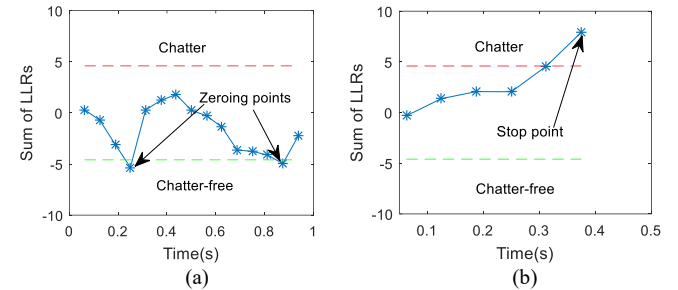 10
5
0
-5
-10
Sum of LLRs
Chatter
Zeroing points
Chatter-free
0 0.2 0.4 0.6 0.8 1
Time(s)
(a)
10
5
0
-5
-10
Sum of LLRs
Chatter
Stop point
Chatter-free
0.1 0.2 0.3 0.4 0.5
Time(s)
(b)